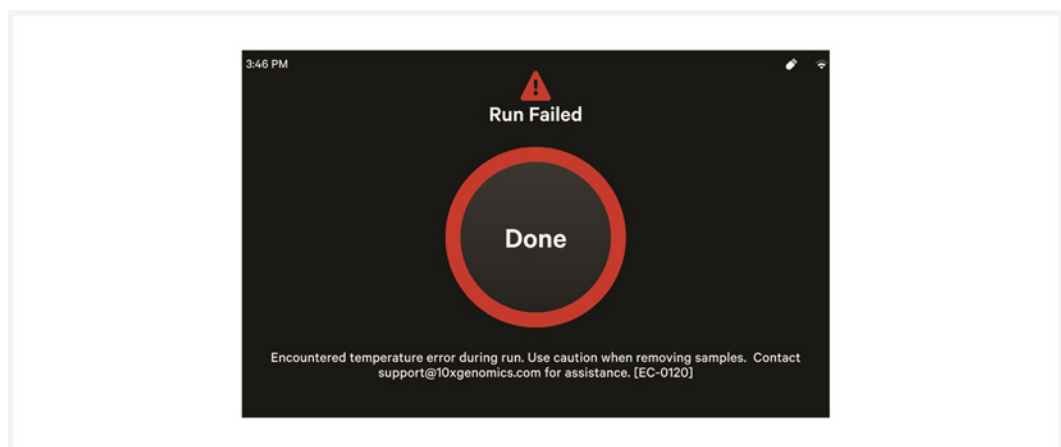 3:46 PM
Run Failed
Done
Encountered temperature error during run. Use caution when removing samples. Contact
support@10xgenomics.com for assistance. [EC-0120]